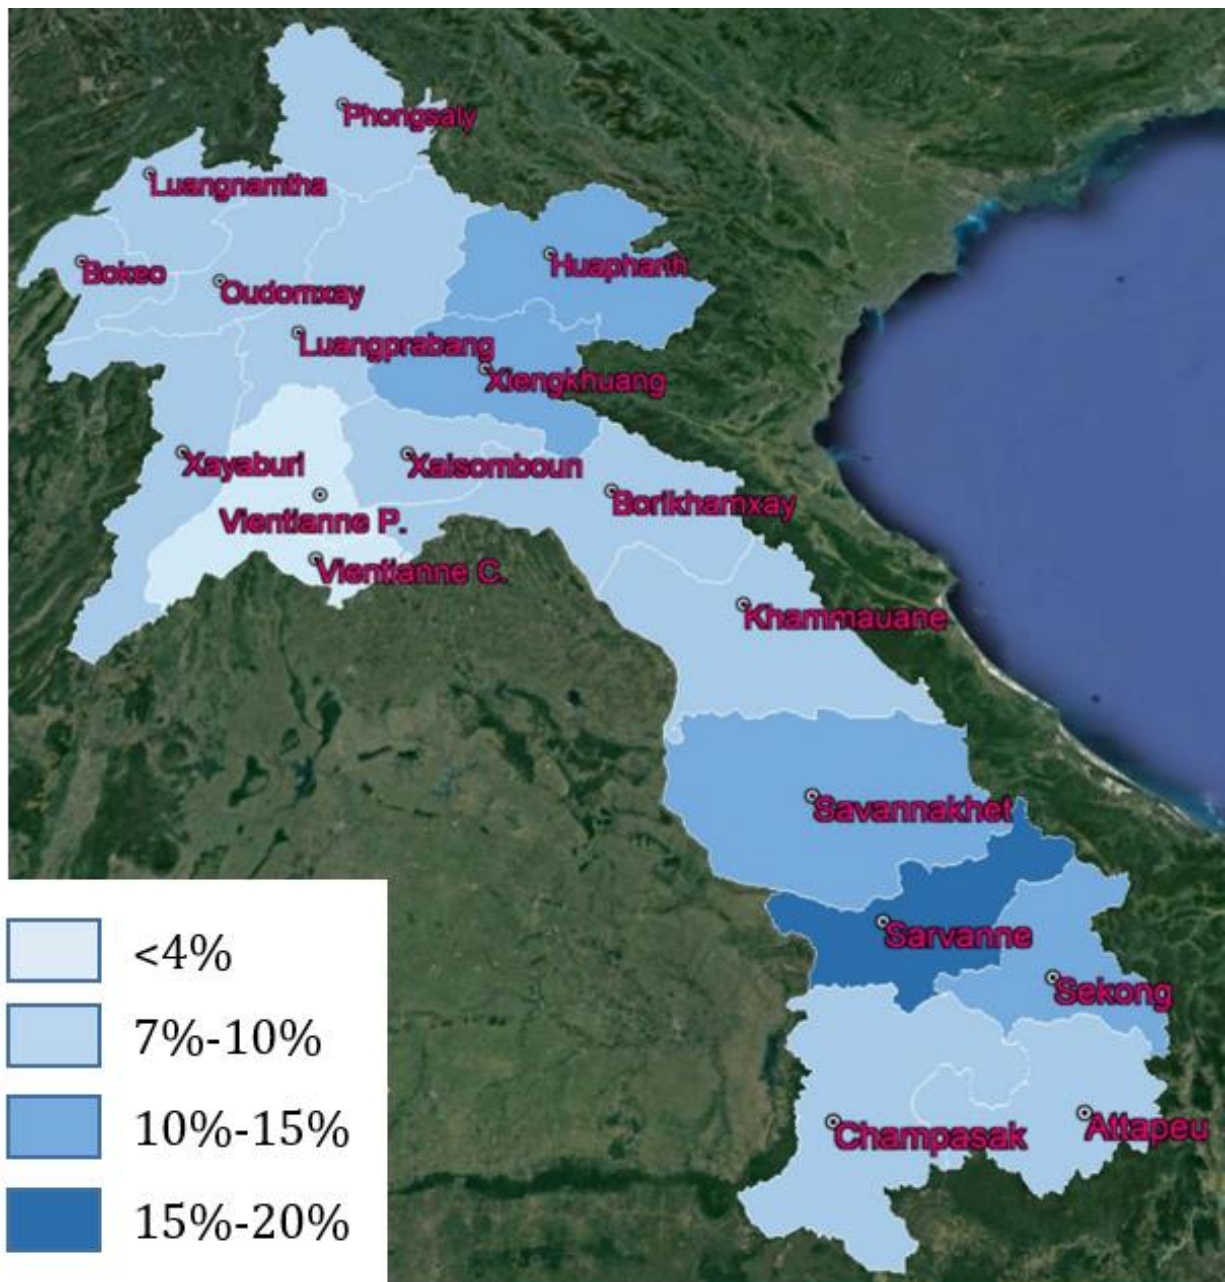 Phongsaly
Luangnamtha
Bokeo
Huaphanh
Oudomxay
Luangprabang
Xiengkhuang
Xayaburi
Xaisomboun
Borikhamxay
Vientianne P.
Vientianne C.
Khammauane
Savannakhet
Sarvanne
Sekong
Champasak
Attapeu
<4%
7%-10%
10%-15%
15%-20%